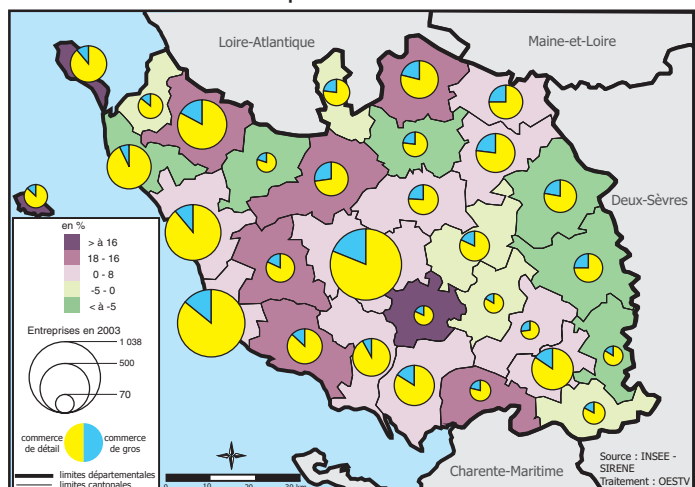 Loire-Atlantique
Maine-et-Loire
Deux-Sèvres
en %
> à 16
18 - 16
0 - 8
-5 - 0
< à -5
Entreprises en 2003
1 038
500
70
commerce de détail
commerce de gros
limites départementales
limites cantonales
0 10 20 30 km
Charente-Maritime
Source : INSEE -
SIRENE
Traitement : OESTV